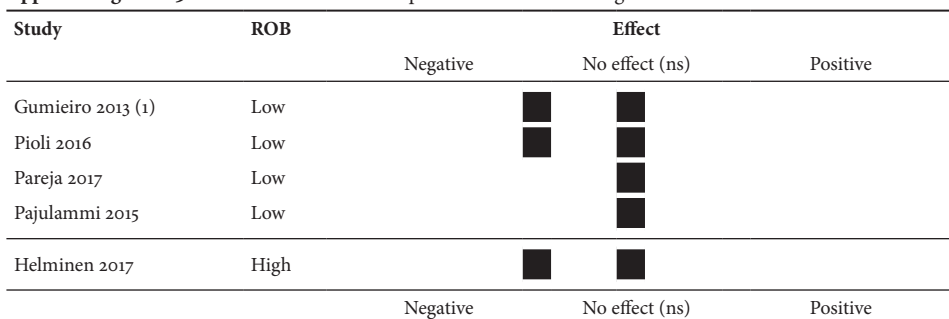 Study ROB Effect
Negative No effect (ns) Positive
Gumieiro 2013 (1) Low
Pioli 2016 Low
Pareja 2017 Low
Pajulammi 2015 Low
Helminen 2017 High
Negative No effect (ns) Positive